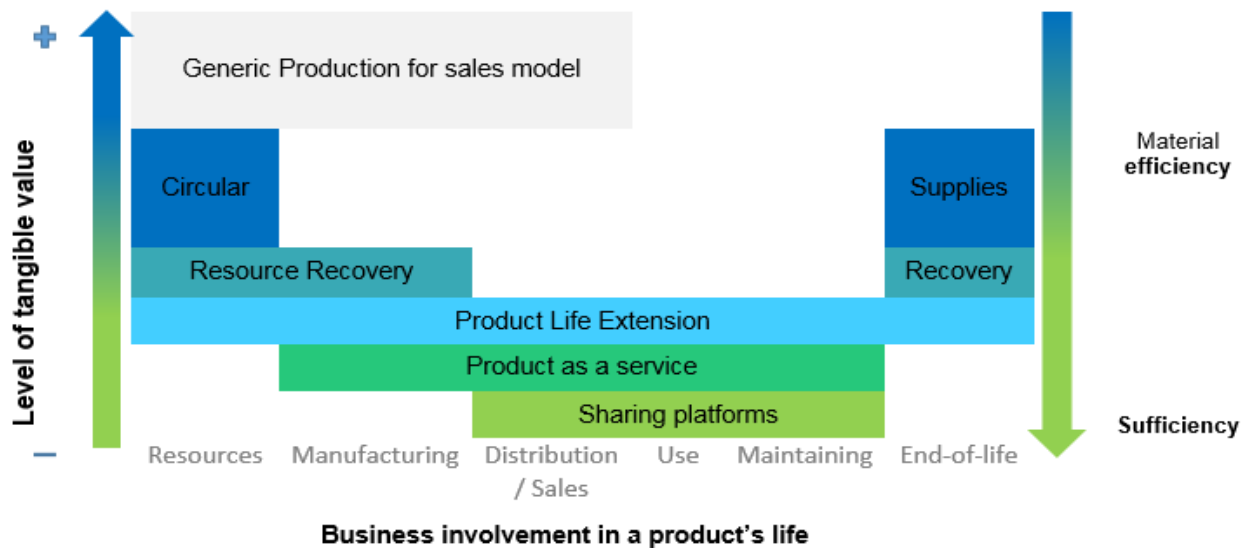 +
Generic Production for sales model
Level of tangible value
Circular
Supplies
Material
efficiency
Resource Recovery
Recovery
Product Life Extension
Product as a service
Sharing platforms
Sufficiency
–
Resources
Manufacturing
Distribution
/ Sales
Use
Maintaining
End-of-life
Business involvement in a product's life